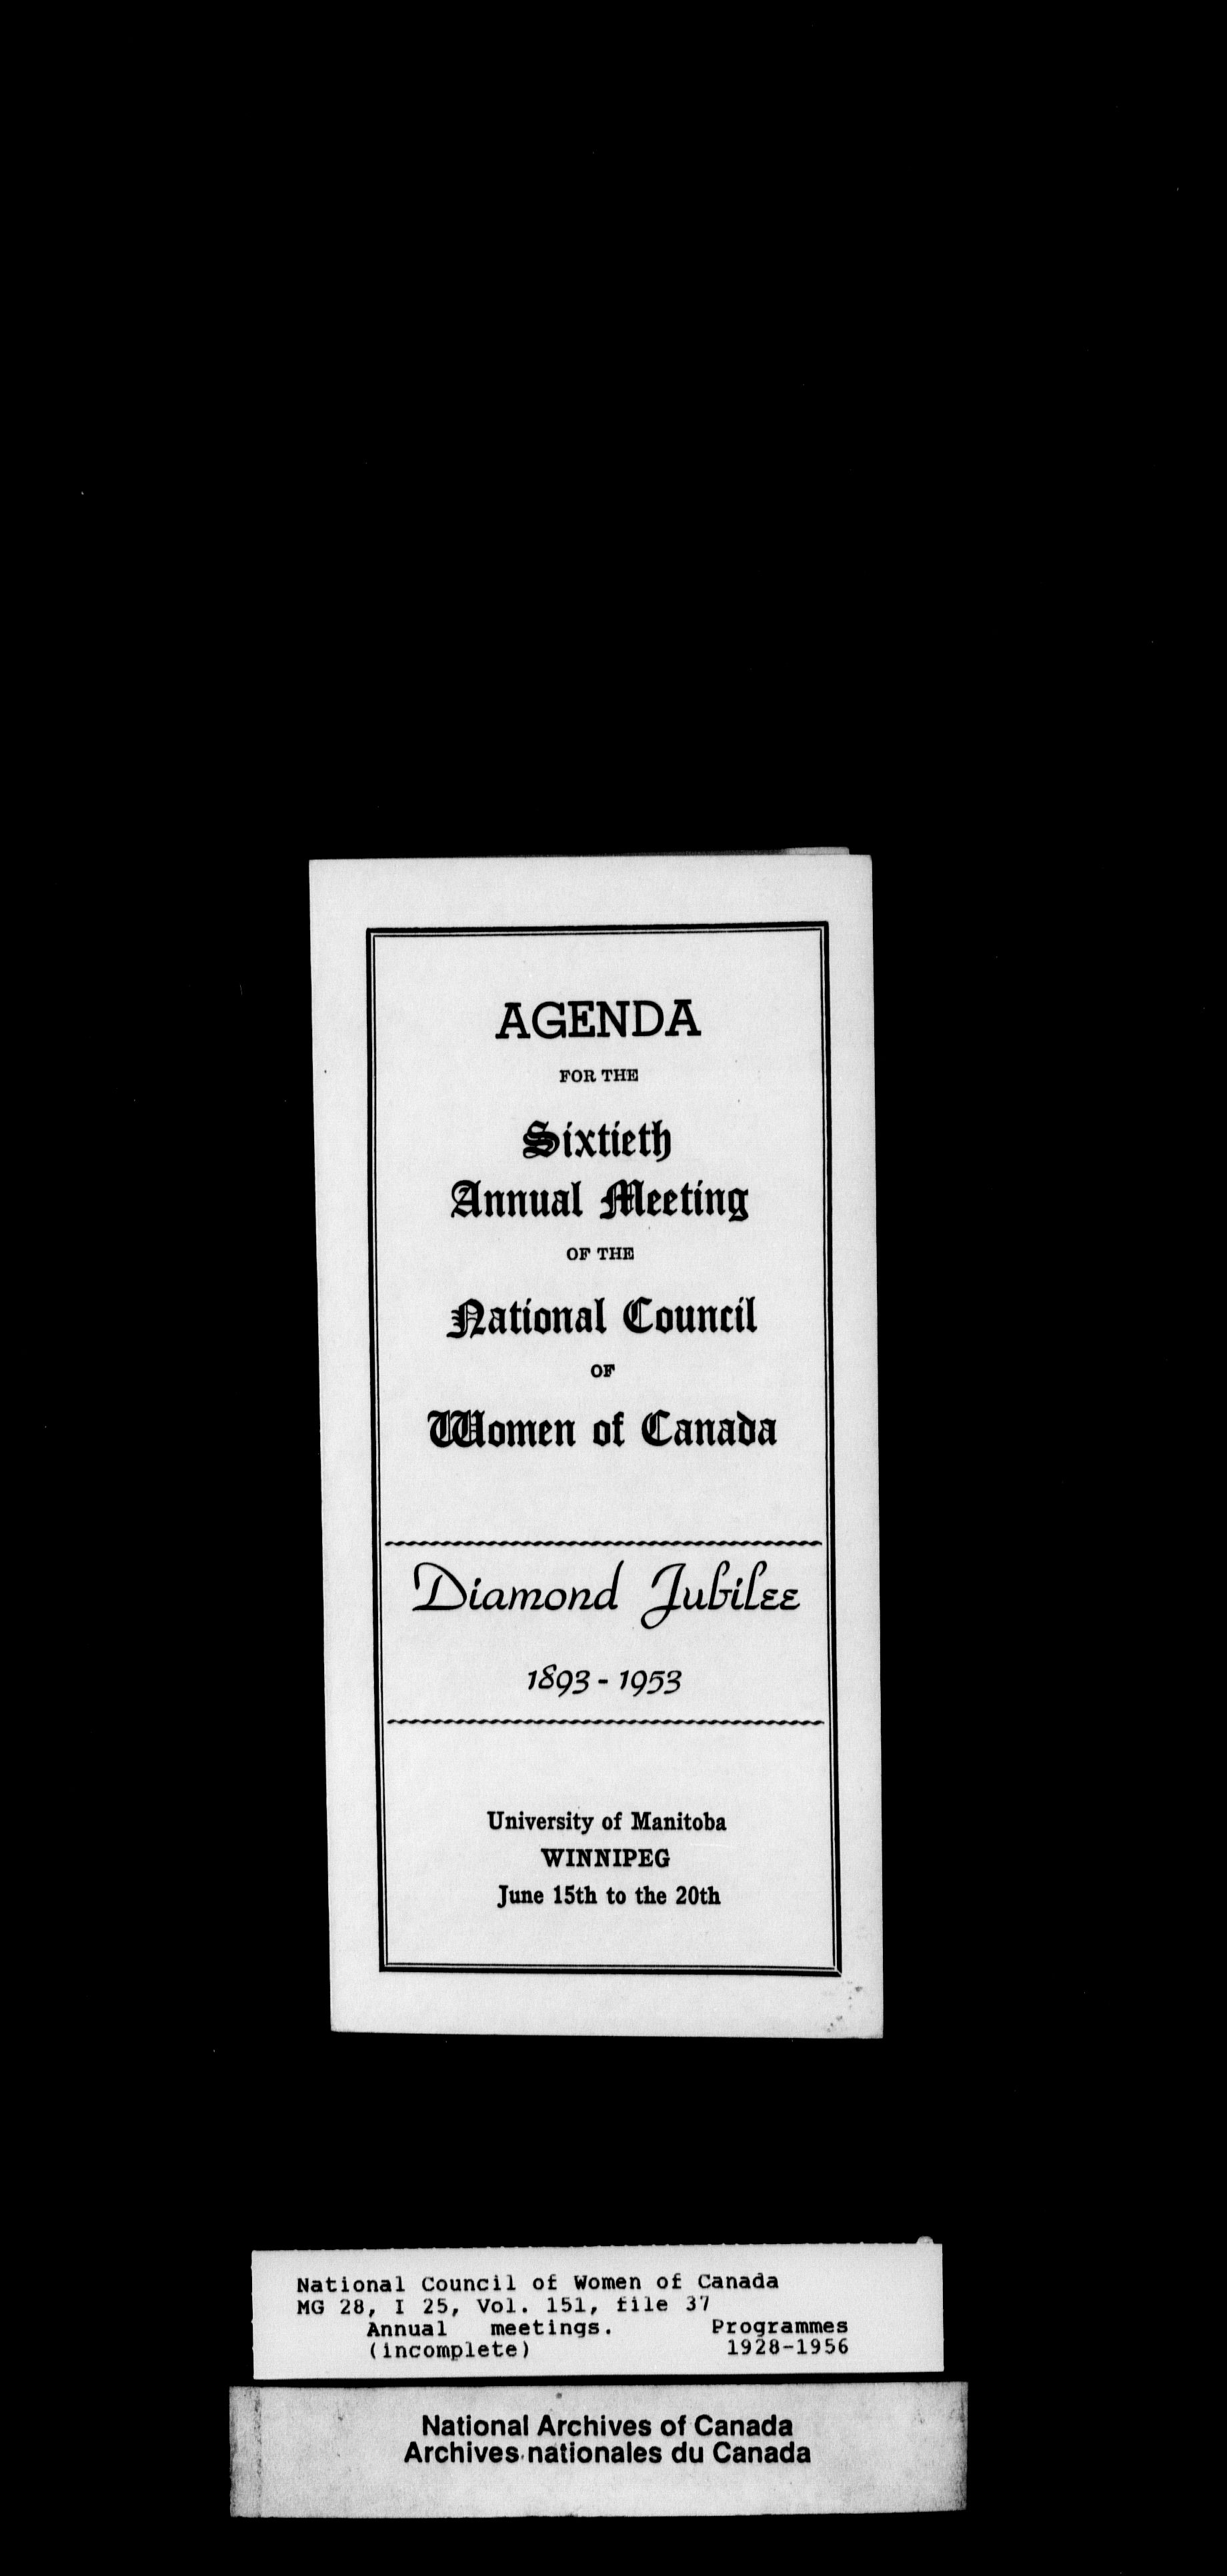 AGENDA
FOR THE
Sixtieth
Annual Meeting
OF THE
National Council
OF
Women of Canada
Diamond Jubilee
1893 - 1953
University of Manitoba
WINNIPEG
June 15th to the 20th
National Council of Women of Canada
MG 28, I 25, Vol. 151, file 37
Annual meetings. Programmes
(incomplete) 1928-1956
National Archives of Canada
Archives nationales du Canada